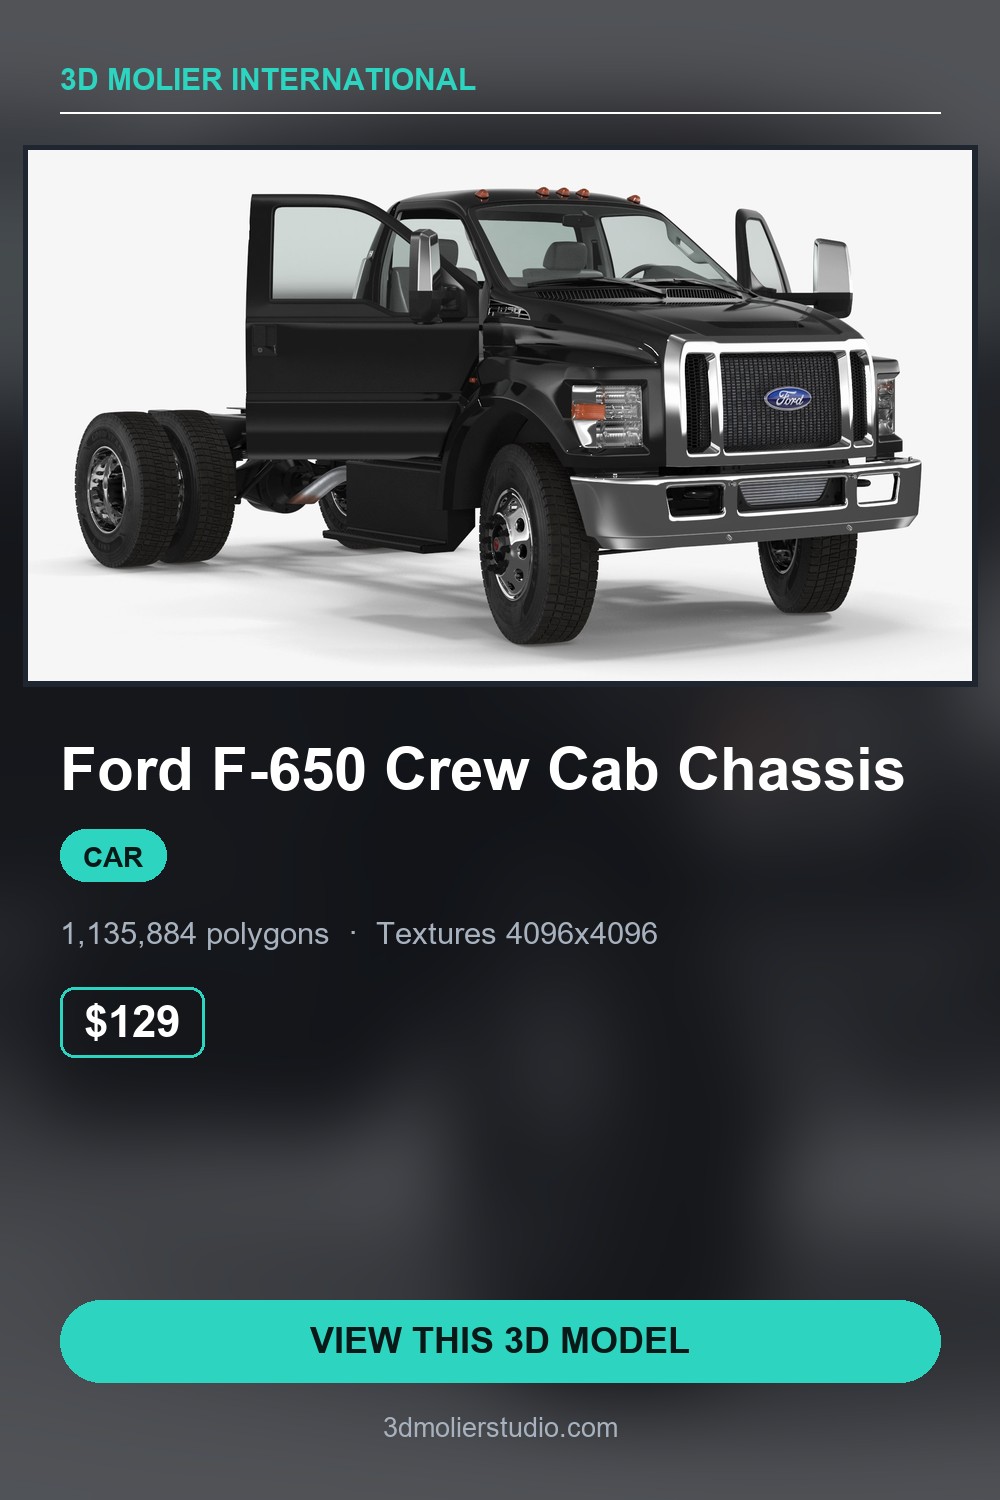 3D MOLIER INTERNATIONAL
Ford
Ford F-650 Crew Cab Chassis
CAR
1,135,884 polygons · Textures 4096x4096
$129
VIEW THIS 3D MODEL
3dmolierstudio.com